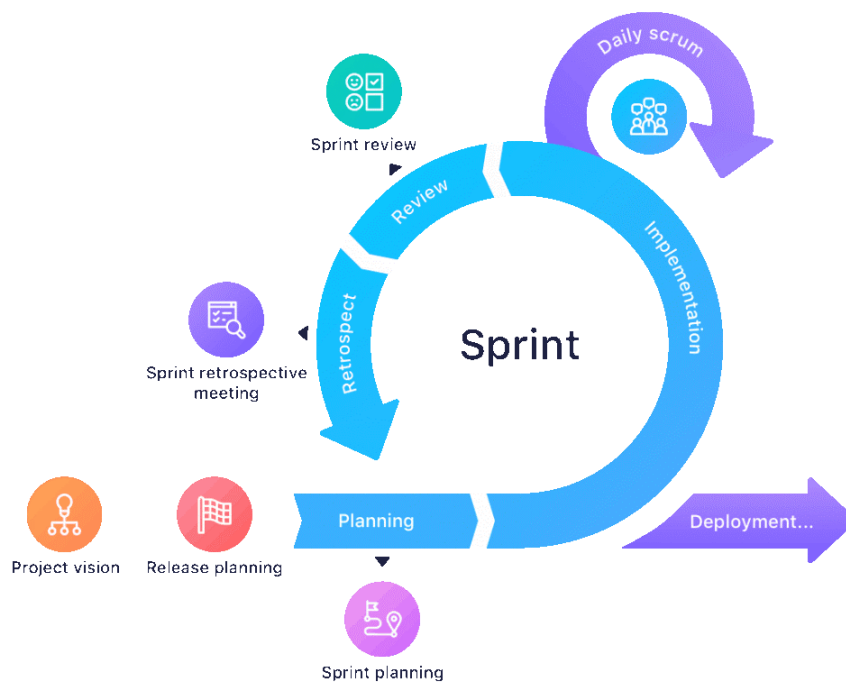 Daily scrum
Sprint review
Review
Implementation
Sprint
Retrospect
Sprint retrospective
meeting
Planning
Deployment...
Project vision
Release planning
Sprint planning